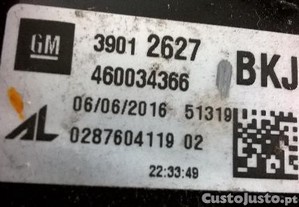 GM 3901 2627 BKJ
460034366
06/06/2016 51319
AL 0287604119 02
22:33:49
CustoJusto.pt